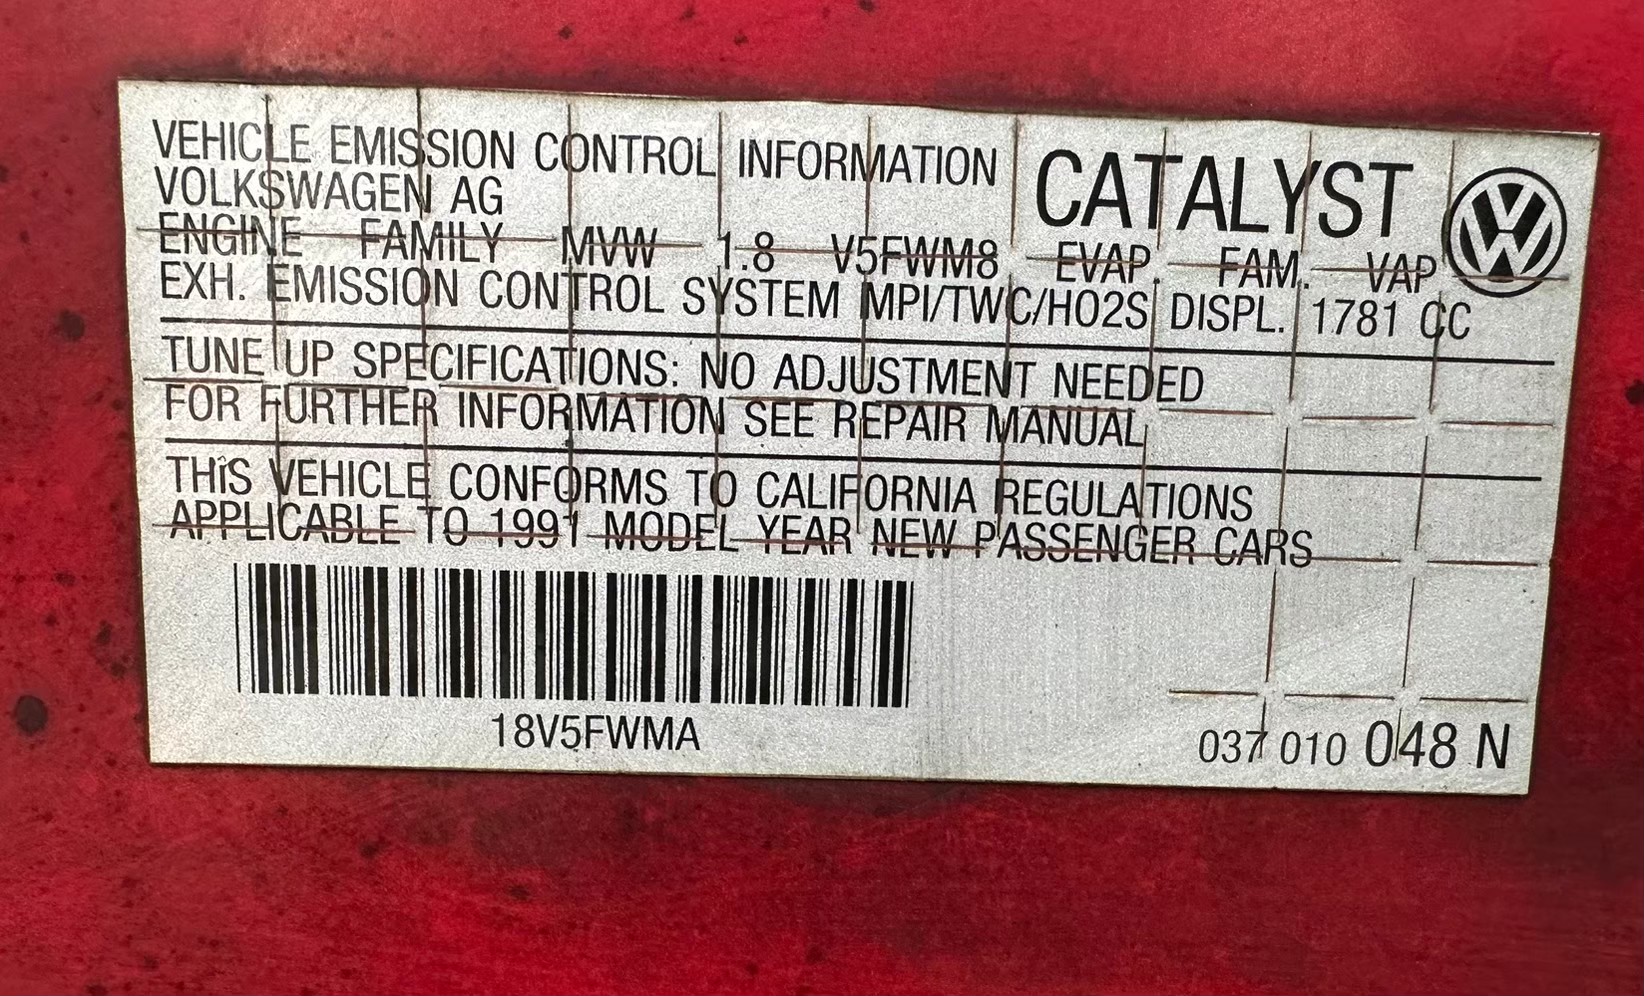 VEHICLE EMISSION CONTROL INFORMATION CATALYST
VOLKSWAGEN AG
ENGINE FAMILY MVW 1.8 V5FWM8 EVAP. FAM. VAP
EXH. EMISSION CONTROL SYSTEM MPI/TWC/HO2S DISPL. 1781 CC
TUNE UP SPECIFICATIONS: NO ADJUSTMENT NEEDED
FOR FURTHER INFORMATION SEE REPAIR MANUAL
THIS VEHICLE CONFORMS TO CALIFORNIA REGULATIONS
APPLICABLE TO 1991 MODEL YEAR NEW PASSENGER CARS
18V5FWMA
037 010 048 N